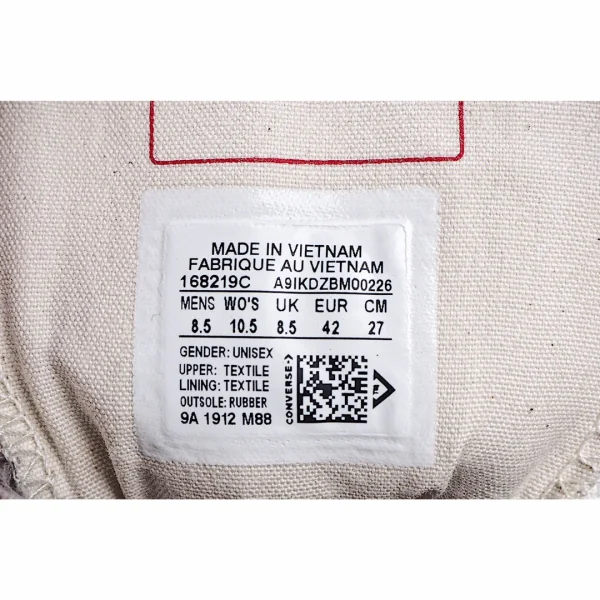 MADE IN VIETNAM
FABRIQUE AU VIETNAM
168219C A9IKDZBM00226
MENS WO'S UK EUR CM
8.5 10.5 8.5 42 27
GENDER: UNISEX
UPPER: TEXTILE
LINING: TEXTILE
OUTSOLE: RUBBER
9A 1912 M88
CONVERSE
TM